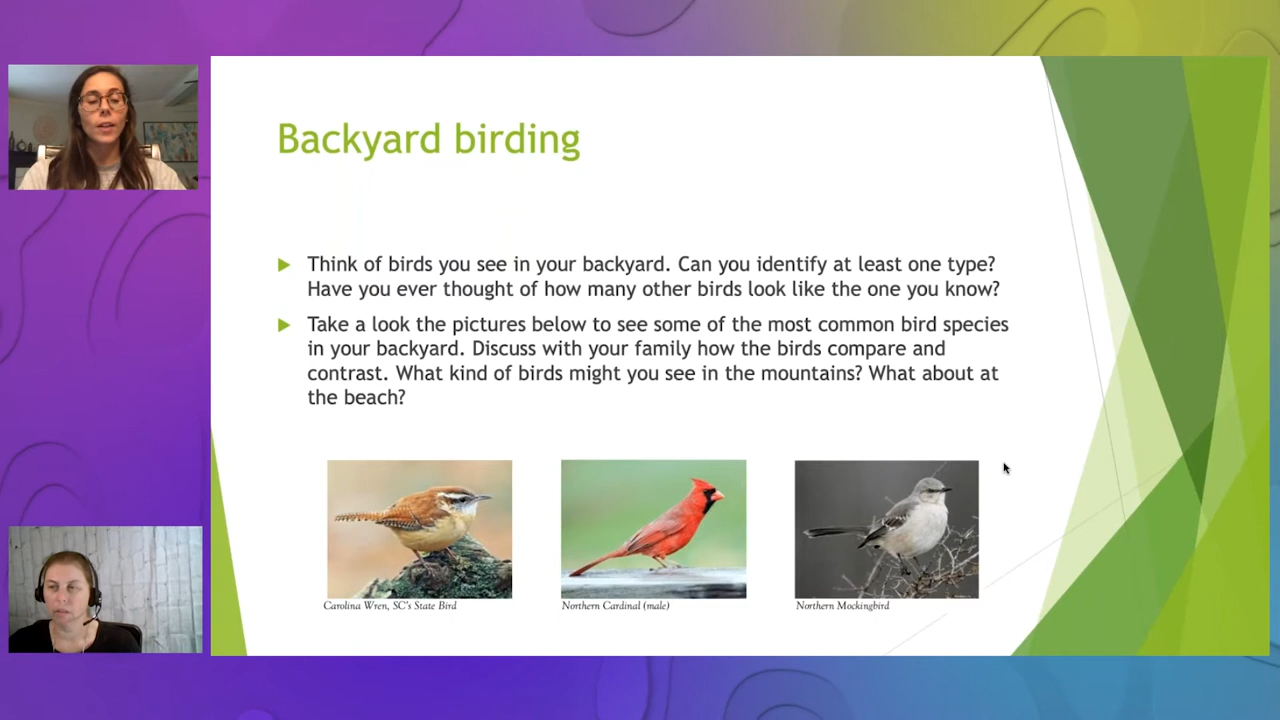 Backyard birding
Think of birds you see in your backyard. Can you identify at least one type?
Have you ever thought of how many other birds look like the one you know?
Take a look the pictures below to see some of the most common bird species
in your backyard. Discuss with your family how the birds compare and
contrast. What kind of birds might you see in the mountains? What about at
the beach?
Carolina Wren, SC's State Bird
Northern Cardinal (male)
Northern Mockingbird